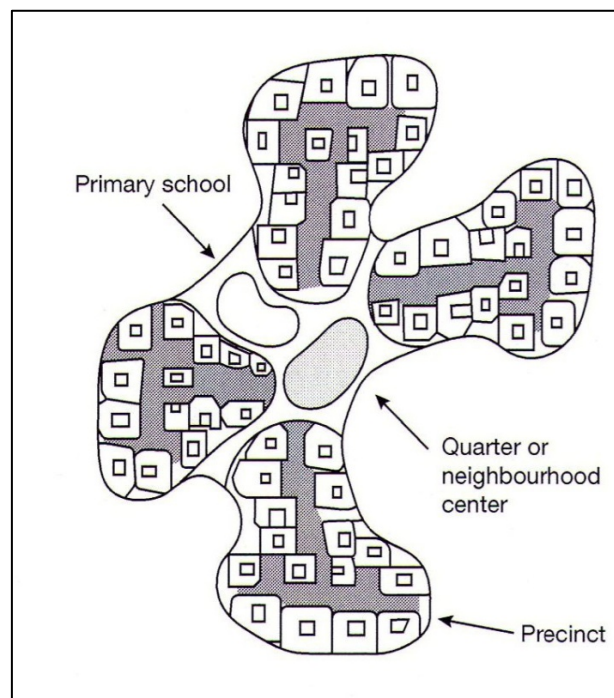 Primary school
Quarter or
neighbourhood
center
Precinct